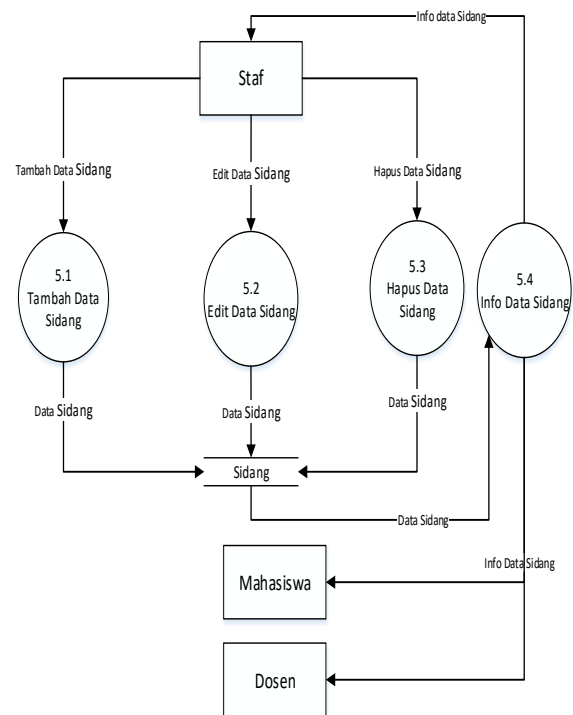 Info data Sidang
Staf
Tambah Data Sidang
Edit Data Sidang
Hapus Data Sidang
5.1
Tambah Data
Sidang
5.2
Edit Data Sidang
5.3
Hapus Data
Sidang
5.4
Info Data Sidang
Data Sidang
Data Sidang
Data Sidang
Sidang
Data Sidang
Info Data Sidang
Mahasiswa
Dosen